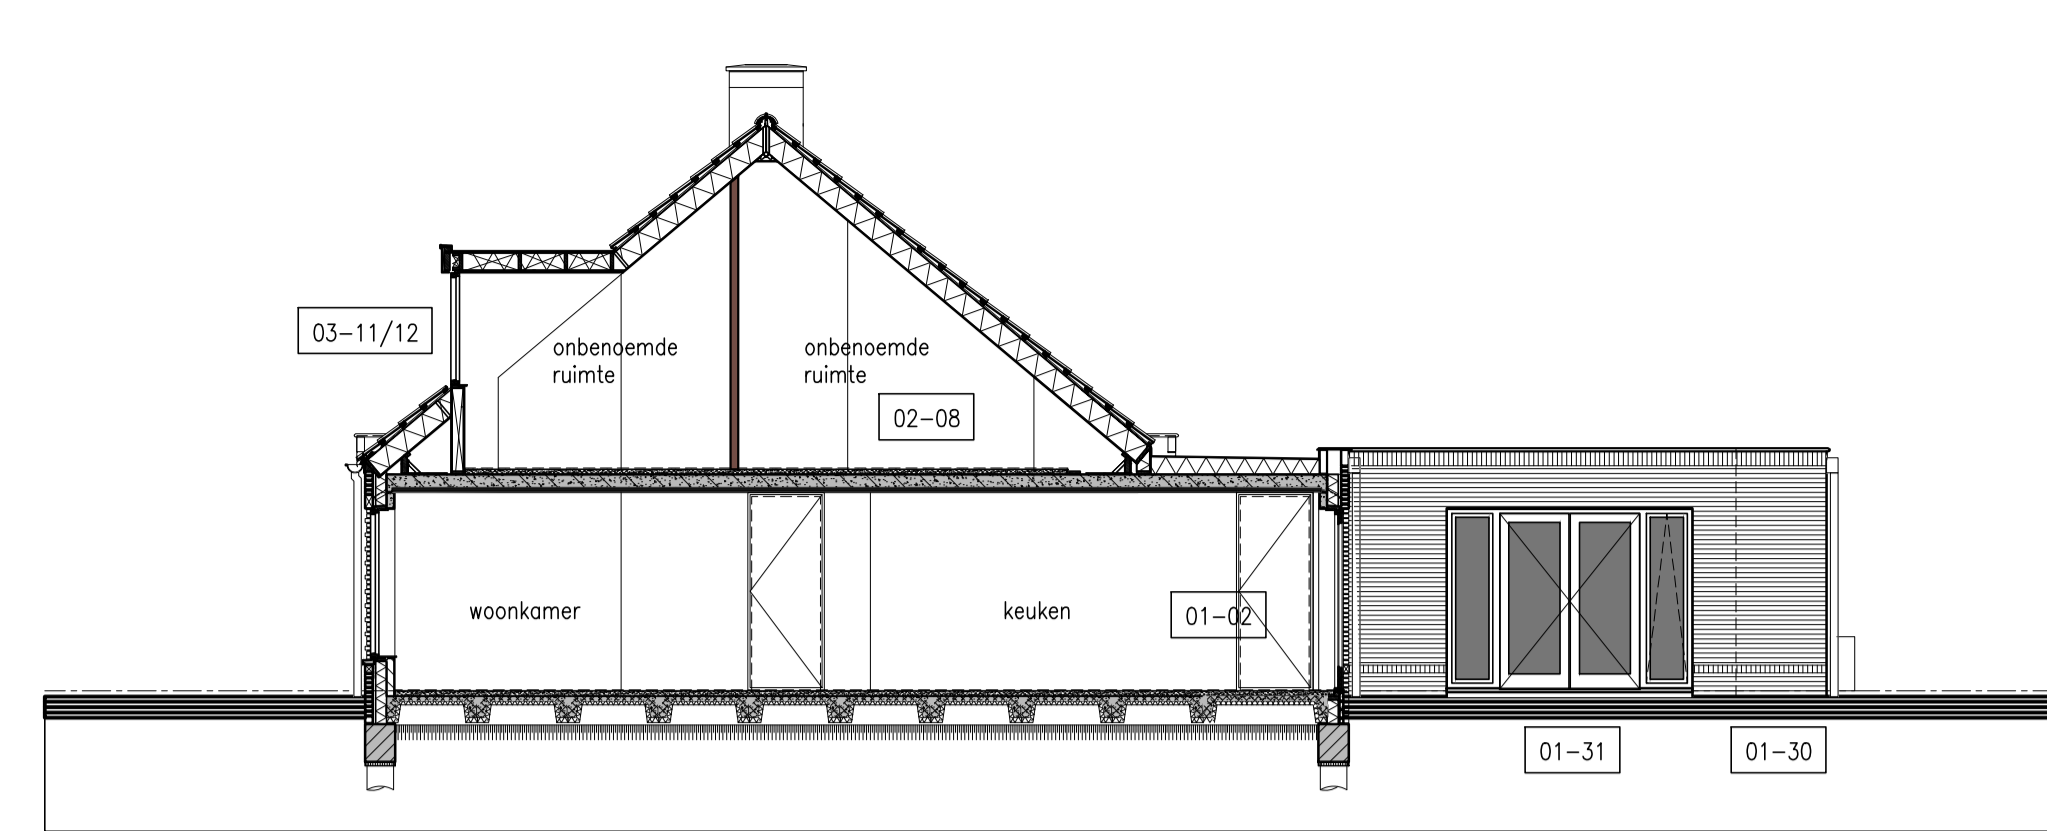 03-11/12
onbenoemde
ruimte
onbenoemde
ruimte
02-08
woonkamer
keuken
01-02
01-31
01-30